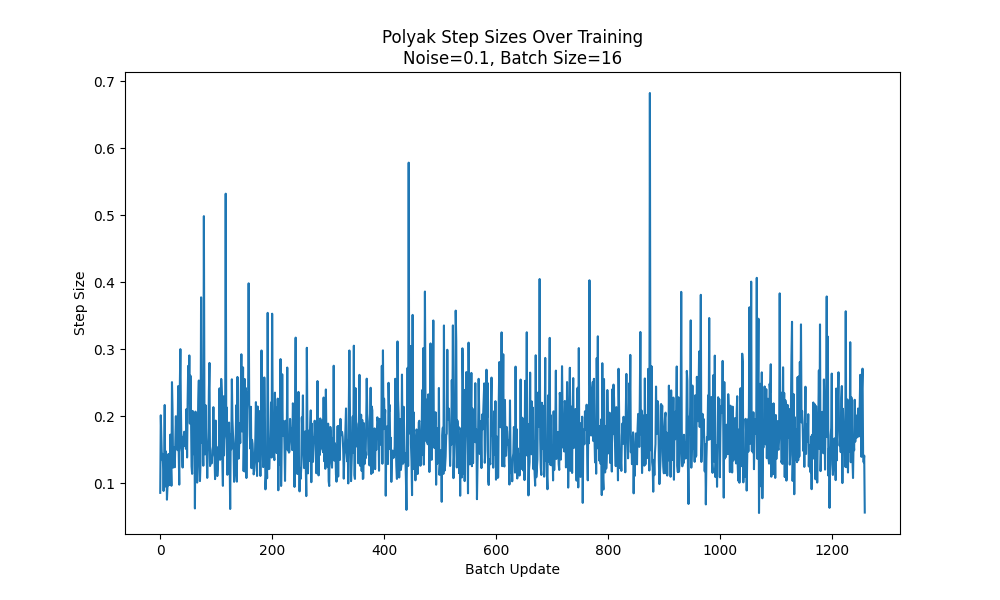 Polyak Step Sizes Over Training
Noise=0.1, Batch Size=16
0.7
0.6
0.5
0.4
0.3
0.2
0.1
Step Size
0 200 400 600 800 1000 1200
Batch Update